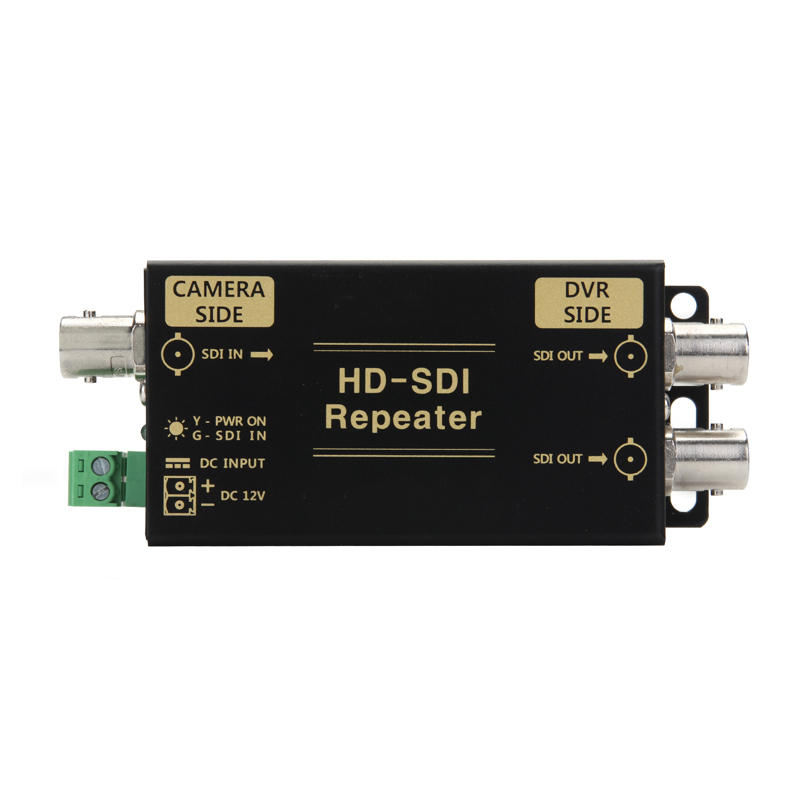 CAMERA
SIDE
DVR
SIDE
SDI IN
SDI OUT
HD-SDI
Repeater
Y - PWR ON
G - SDI IN
SDI OUT
DC INPUT
+
DC 12V
−